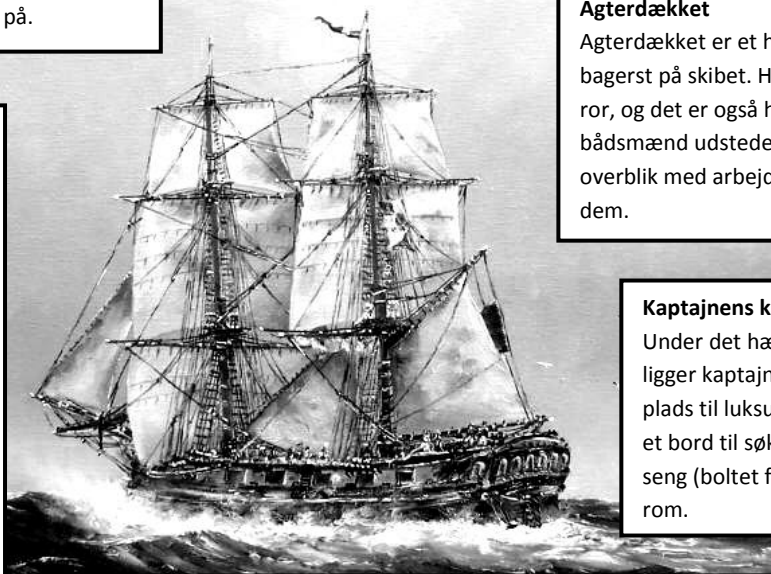 på.
Agterdækket
Agterdækket er et h
bagerst på skibet. H
ror, og det er også h
bådsmænd udstede
overblik med arbejd
dem.
Kaptajnens k
Under det hæ
ligger kaptajn
plads til luksu
et bord til søk
seng (boltet f
rom.